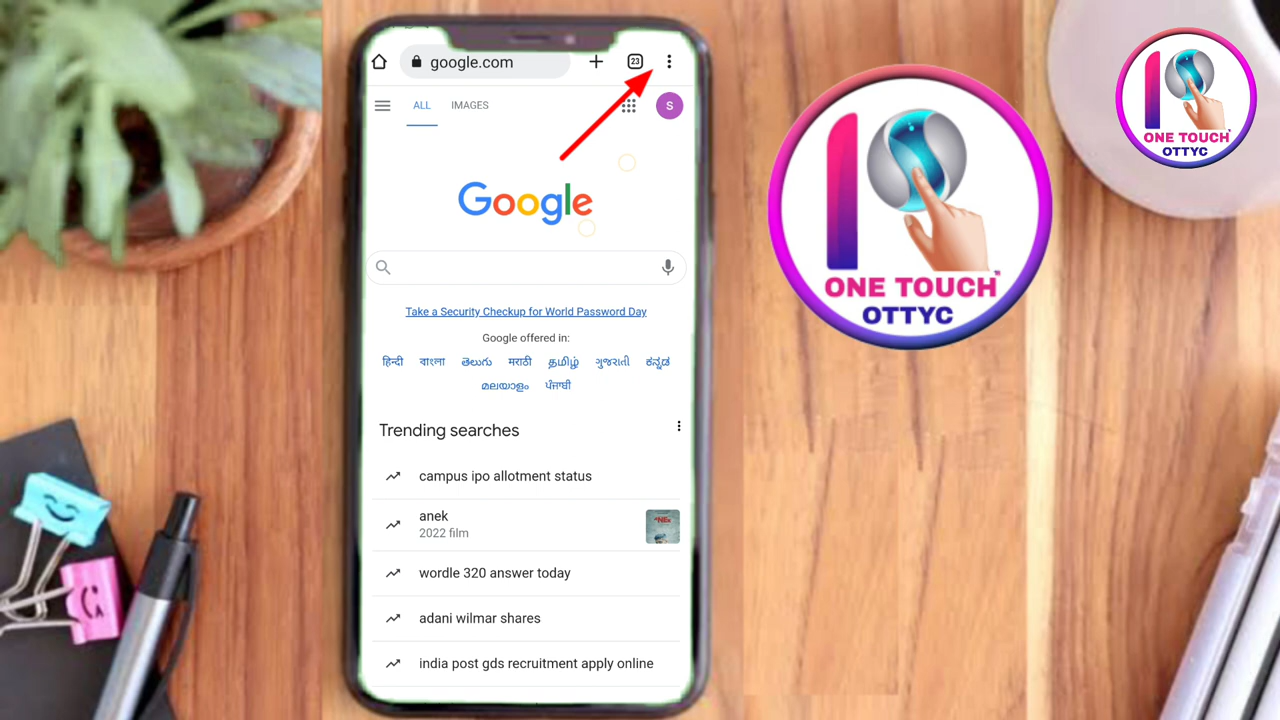 google.com
23
ALL IMAGES
S
Google
Take a Security Checkup for World Password Day
Google offered in:
हिन्दी বাংলা తెలుగు मराठी தமிழ் ગુજરાતી ಕನ್ನಡ
മലയാളം ਪੰਜਾਬੀ
Trending searches
campus ipo allotment status
anek
2022 film
wordle 320 answer today
adani wilmar shares
india post gds recruitment apply online
ONE TOUCH
OTTYC
ONE TOUCH
OTTYC